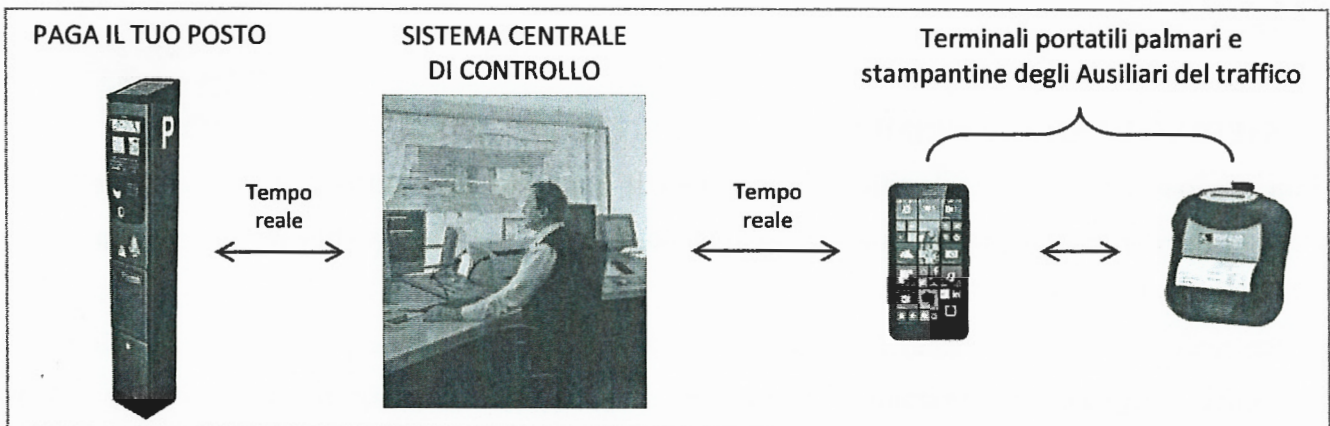 PAGA IL TUO POSTO
SISTEMA CENTRALE
DI CONTROLLO
Terminali portatili palmari e
stampantine degli Ausiliari del traffico
P
Tempo
reale
Tempo
reale